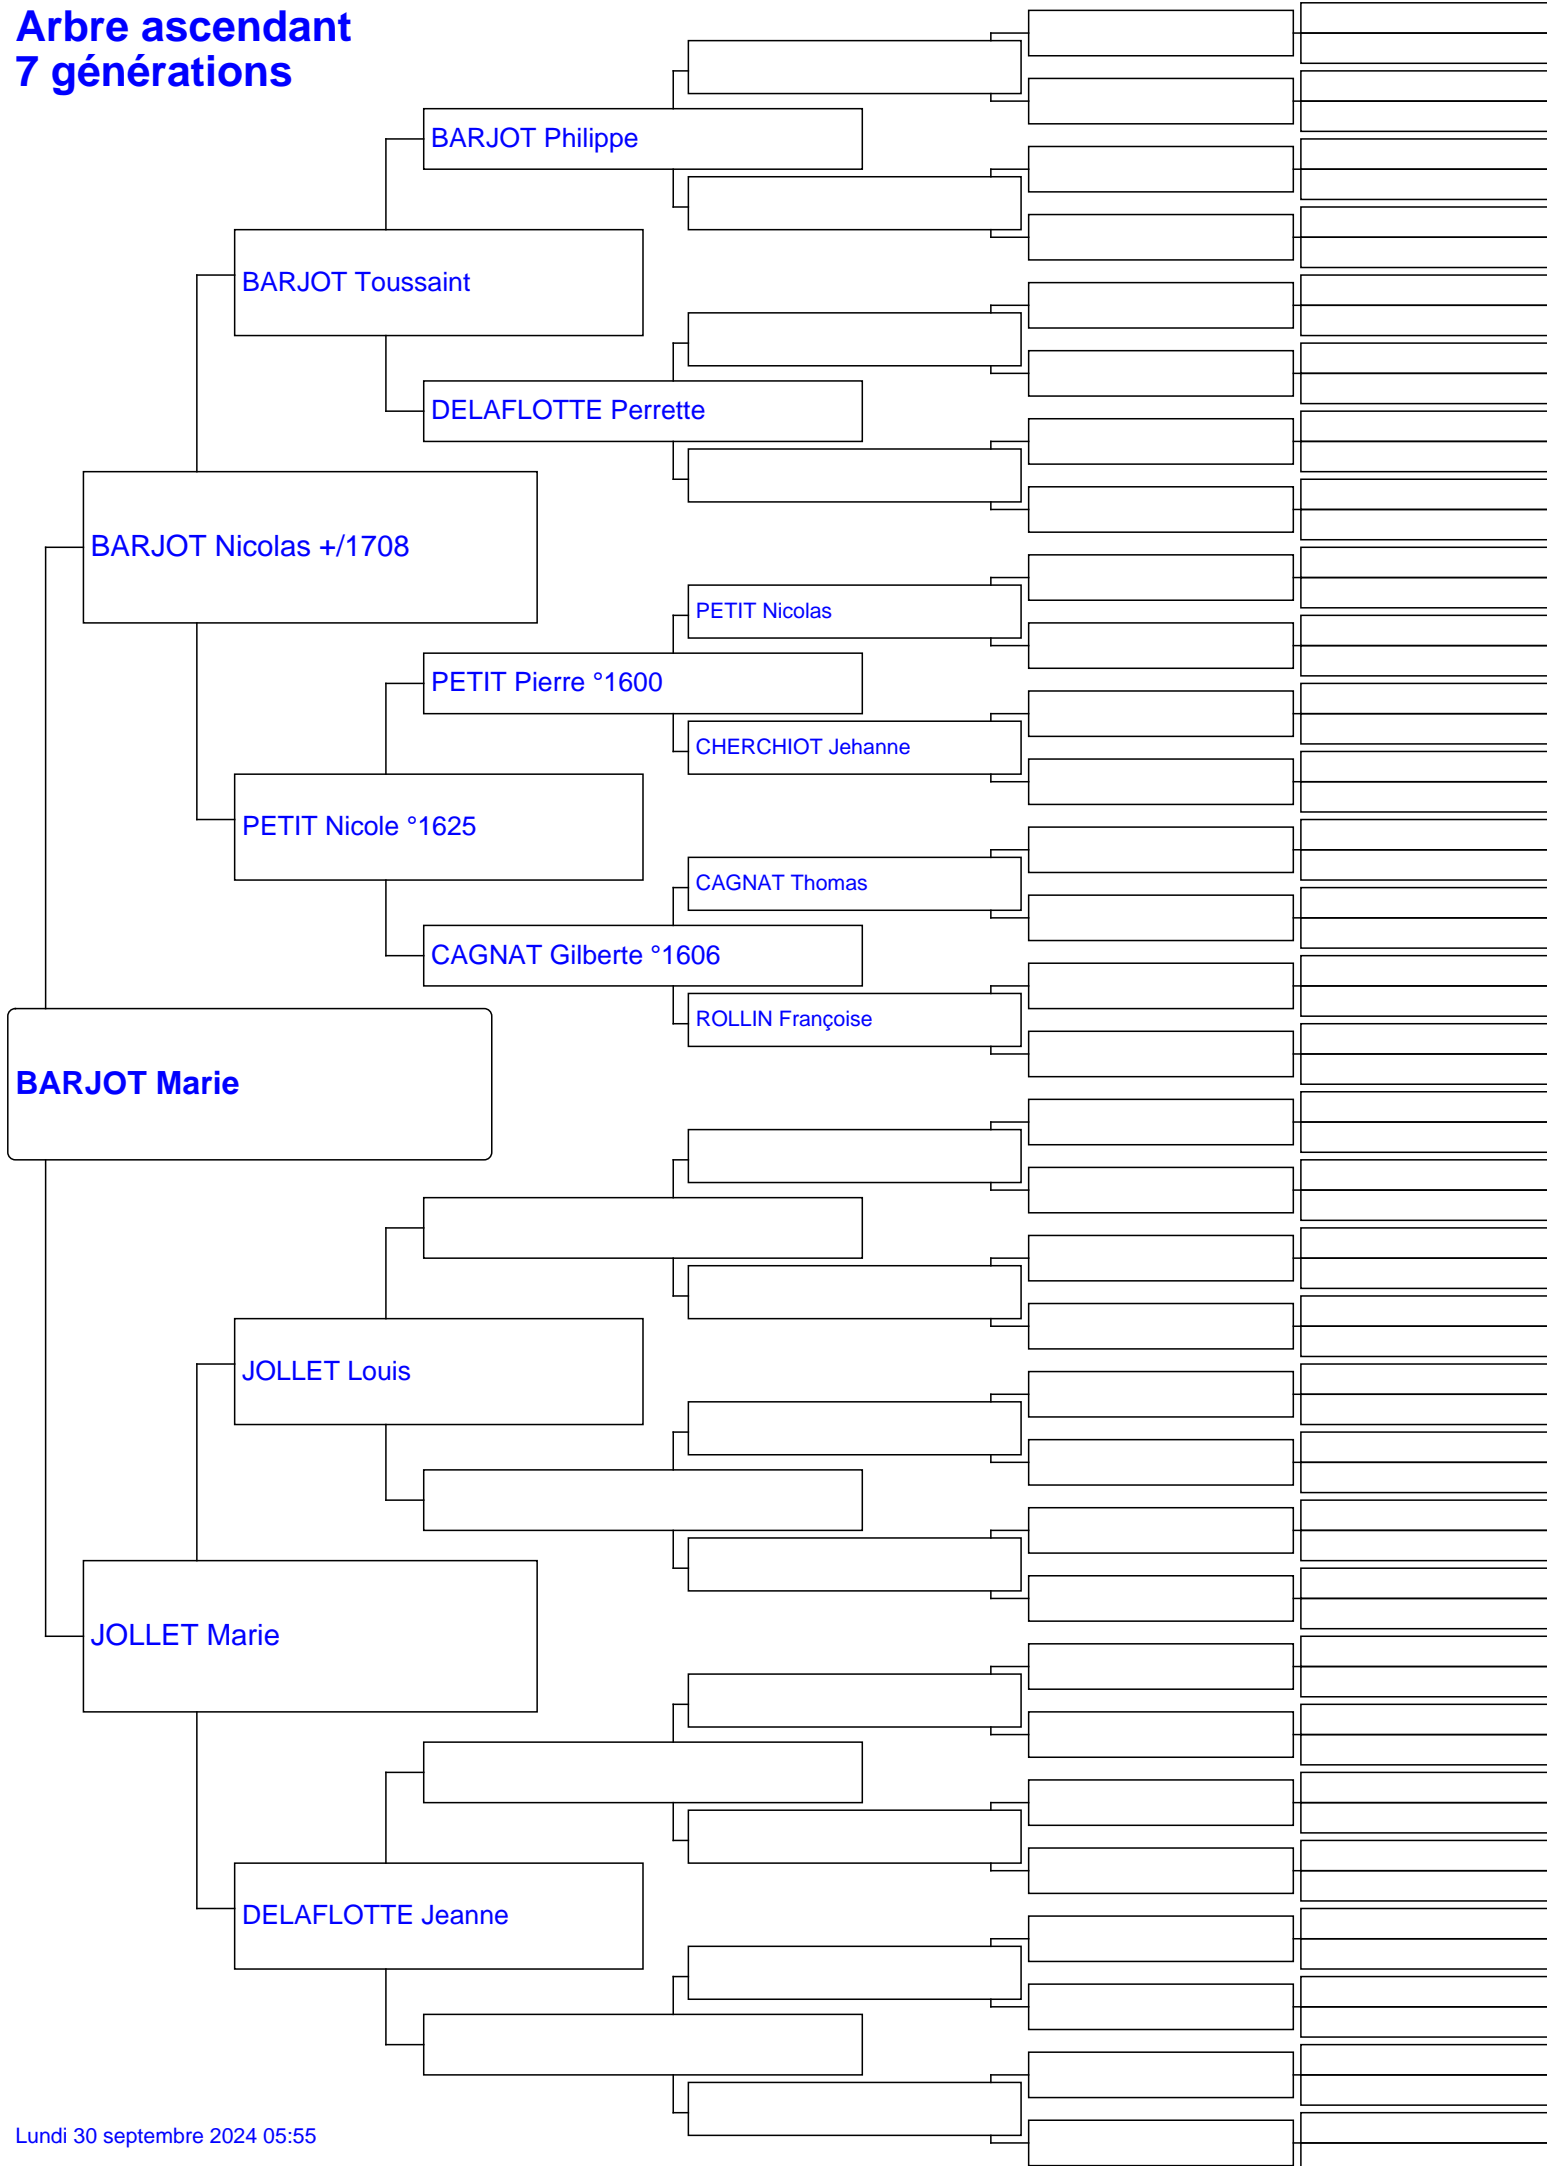 Arbre ascendant
7 générations
BARJOT Philippe
BARJOT Toussaint
DELAFLOTTE Perrette
BARJOT Nicolas +/1708
PETIT Nicolas
PETIT Pierre °1600
CHERCHIOT Jehanne
PETIT Nicole °1625
CAGNAT Thomas
CAGNAT Gilberte °1606
ROLLIN Françoise
BARJOT Marie
JOLLET Louis
JOLLET Marie
DELAFLOTTE Jeanne
Lundi 30 septembre 2024 05:55